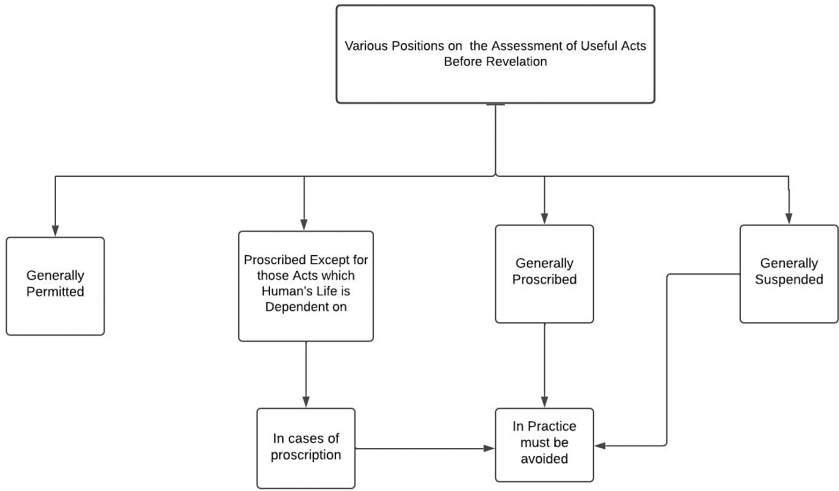 Various Positions on the Assessment of Useful Acts
Before Revelation
Generally
Permitted
Proscribed Except for
those Acts which
Human's Life is
Dependent on
Generally
Proscribed
Generally
Suspended
In cases of
proscription
In Practice
must be
avoided